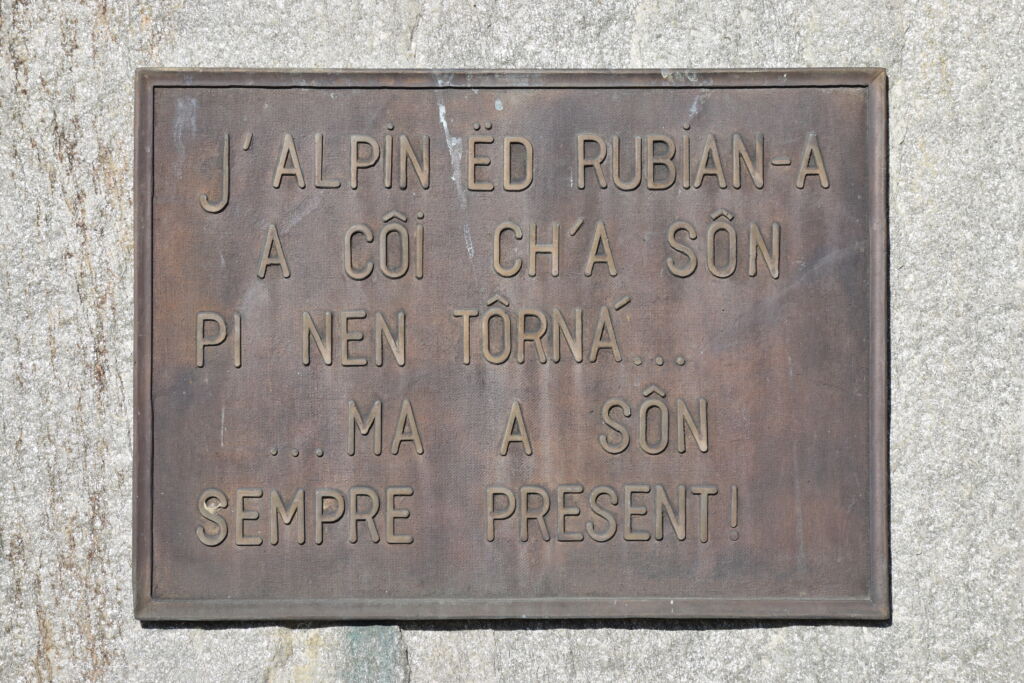 J'ALPIN ËD RUBIAN-A
A CÔI CH'A SÔN
PI NEN TÔRNÁ...
...MA A SÔN
SEMPRE PRESENT!